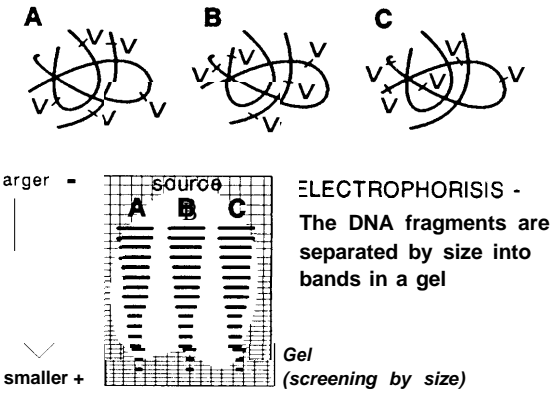 A B C
V V V V V
V V V V V
V V V V V
arger -
source
A B C
ELECTROPHORISIS -
The DNA fragments are
separated by size into
bands in a gel
smaller +
Gel
(screening by size)